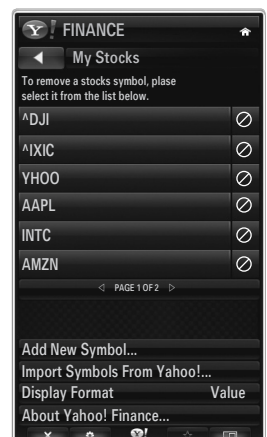 Y! FINANCE
My Stocks
To remove a stocks symbol, plase
select it from the list below.
^DJI
^IXIC
YHOO
AAPL
INTC
AMZN
PAGE 1 OF 2
Add New Symbol...
Import Symbols From Yahoo!...
Display Format Value
About Yahoo! Finance...
Y!